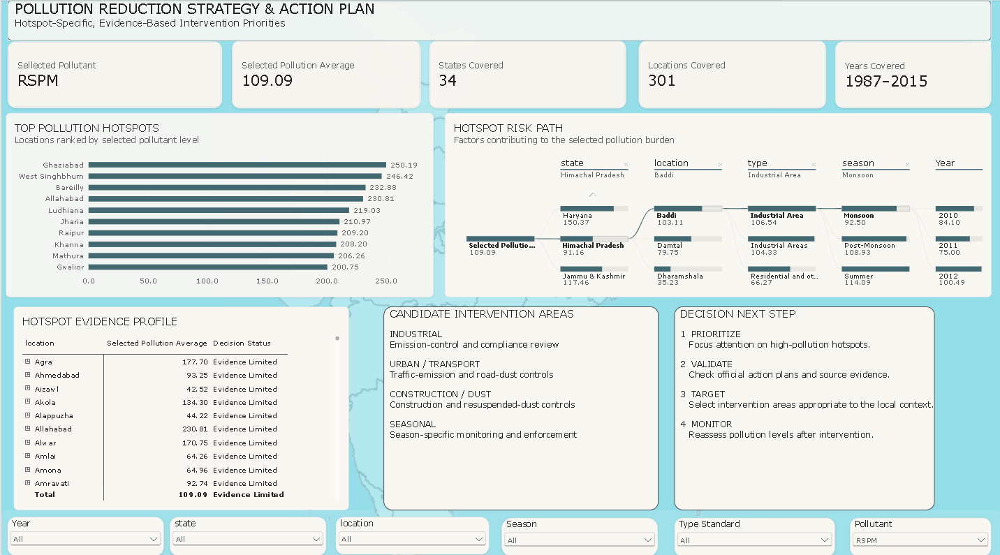 POLLUTION REDUCTION STRATEGY & ACTION PLAN
Hotspot-Specific, Evidence-Based Intervention Priorities
Sellected Pollutant
RSPM
Selected Pollution Average
109.09
States Covered
34
Locations Covered
301
Years Covered
1987-2015
TOP POLLUTION HOTSPOTS
Locations ranked by selected pollutant level
Ghaziabad 250.19
West Singhbhum 246.42
Bareilly 232.88
Allahabad 230.81
Ludhiana 219.03
Jharia 210.97
Raipur 209.20
Khanna 208.20
Mathura 206.26
Gwalior 200.75
0.0 50.0 100.0 150.0 200.0 250.0
HOTSPOT RISK PATH
Factors contributing to the selected pollution burden
state × location × type × season × Year
Himachal Pradesh Baddi Industrial Area Monsoon
Haryana Baddi Industrial Area Monsoon 2010
150.37 103.11 106.54 92.50 84.10
Selected Pollutio... Himachal Pradesh Damtal Industrial Areas Post-Monsoon 2011
109.09 91.16 79.75 104.33 108.93 75.00
Jammu & Kashmir Dharamshala Residential and ot... Summer 2012
117.46 35.23 66.27 114.09 100.49
HOTSPOT EVIDENCE PROFILE
location Selected Pollution Average Decision Status
Agra 177.70 Evidence Limited
Ahmedabad 93.25 Evidence Limited
Aizawl 42.52 Evidence Limited
Akola 134.30 Evidence Limited
Alappuzha 44.22 Evidence Limited
Allahabad 230.81 Evidence Limited
Alwar 170.75 Evidence Limited
Amlai 64.26 Evidence Limited
Amona 64.96 Evidence Limited
Amravati 92.74 Evidence Limited
Total 109.09 Evidence Limited
CANDIDATE INTERVENTION AREAS
INDUSTRIAL
Emission-control and compliance review
URBAN / TRANSPORT
Traffic-emission and road-dust controls
CONSTRUCTION / DUST
Construction and resuspended-dust controls
SEASONAL
Season-specific monitoring and enforcement
DECISION NEXT STEP
1 PRIORITIZE
Focus attention on high-pollution hotspots.
2 VALIDATE
Check official action plans and source evidence.
3 TARGET
Select intervention areas appropriate to the local context.
4 MONITOR
Reassess pollution levels after intervention.
Year
All
state
All
location
All
Season
All
Type Standard
All
Pollutant
RSPM